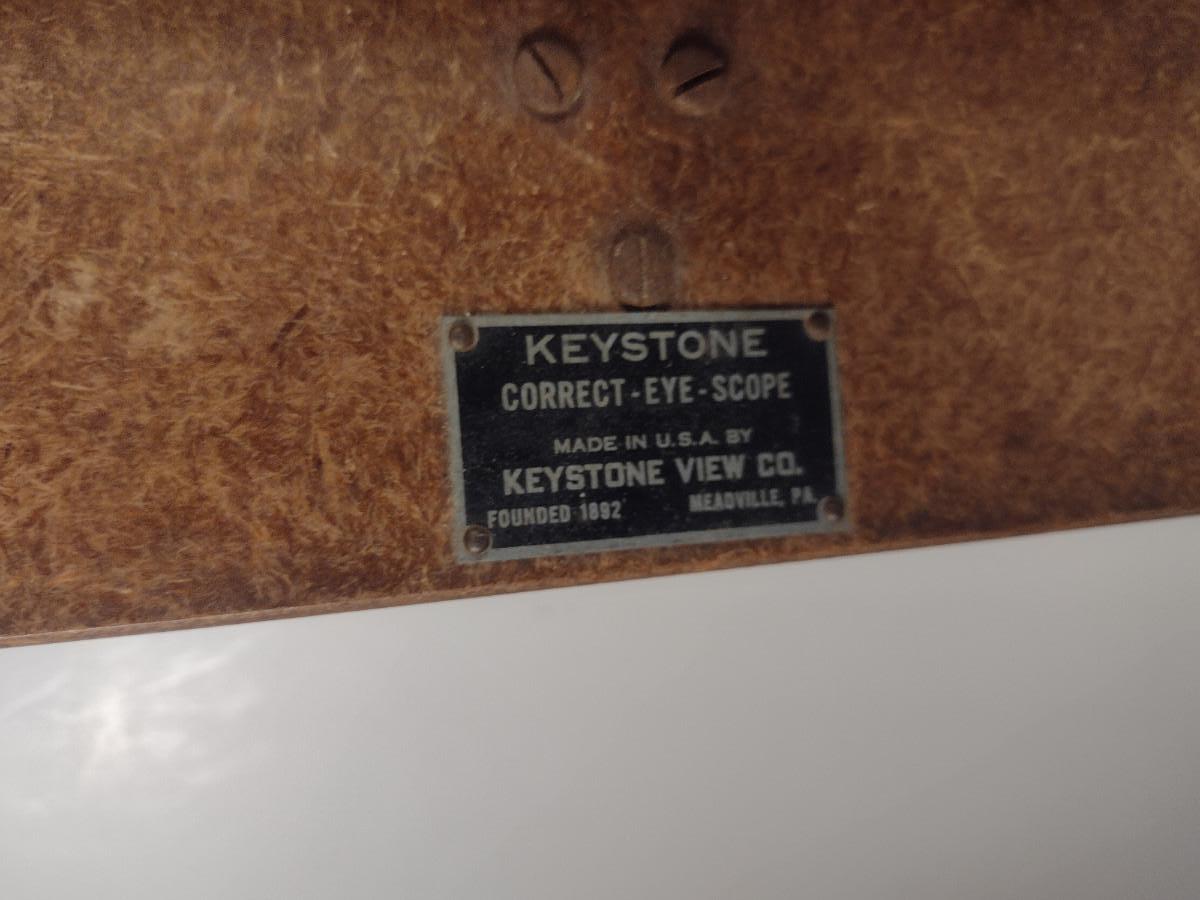 KEYSTONE
CORRECT-EYE-SCOPE
MADE IN U.S.A. BY
KEYSTONE VIEW CO.
FOUNDED 1892 MEADVILLE, PA.